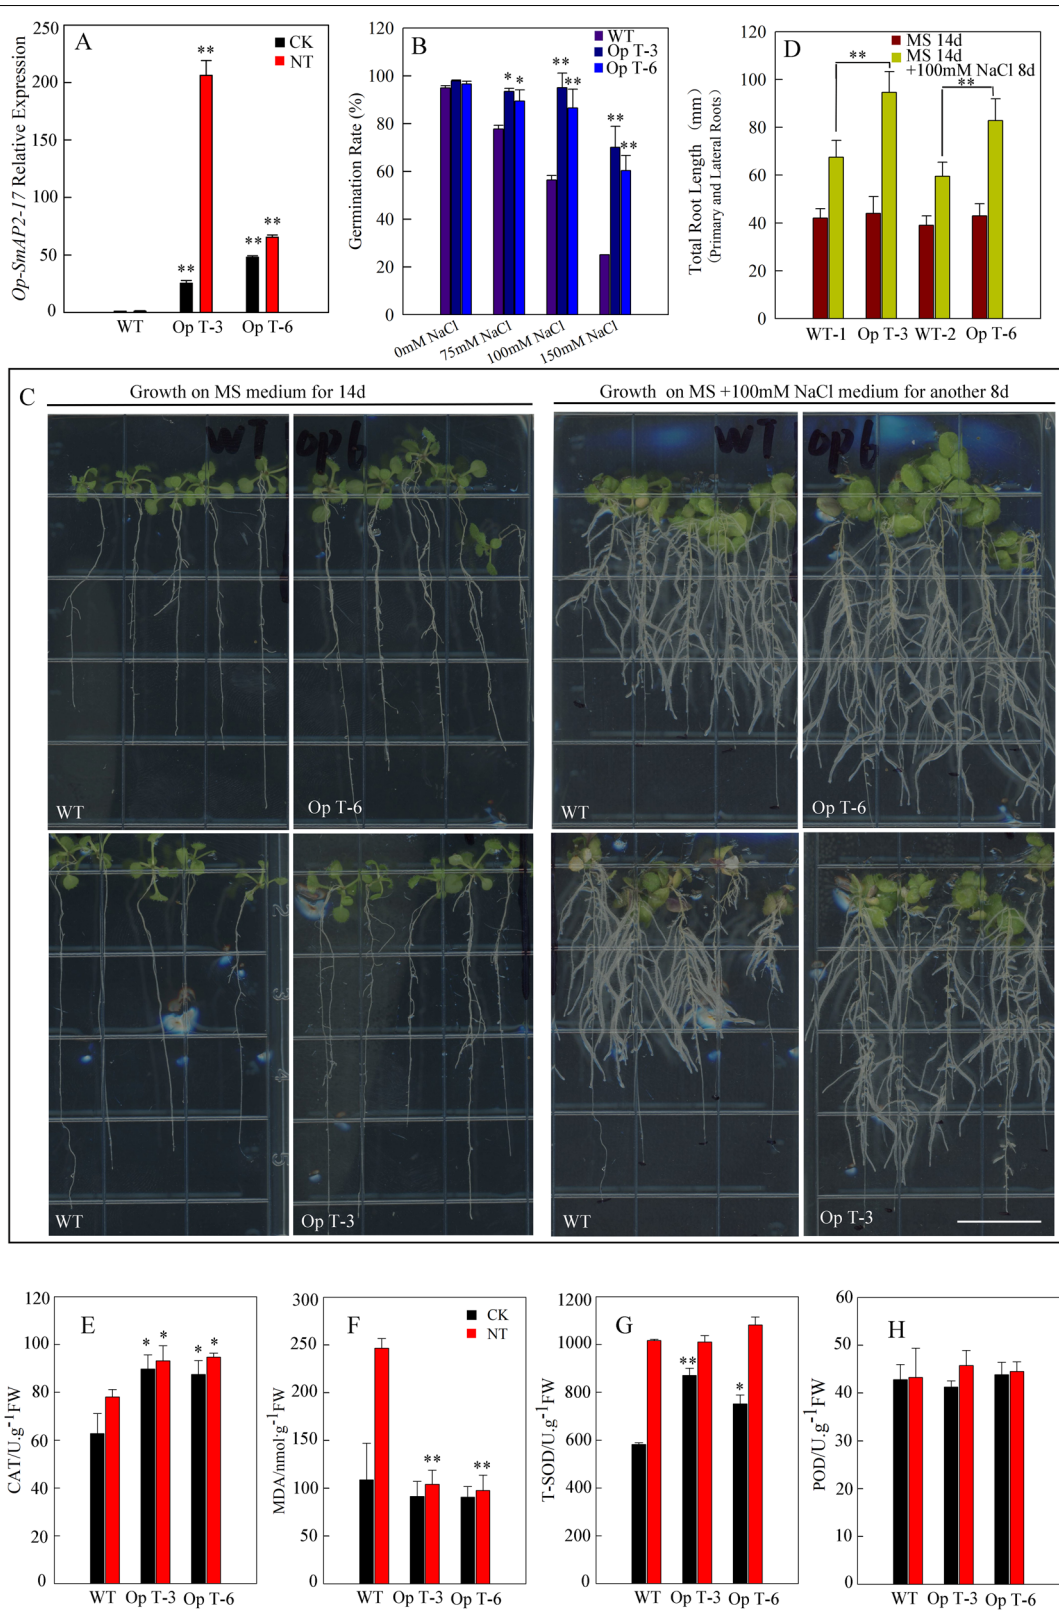 A
CK
NT
Op-SmAP2-17 Relative Expression
250
200
150
100
50
0
**
**
**
**
WT
Op T-3
Op T-6
B
WT
Op T-3
Op T-6
Germination Rate (%)
120
100
80
60
40
20
0
*
*
**
**
**
**
0mM NaCl
75mM NaCl
100mM NaCl
150mM NaCl
D
MS 14d
MS 14d
+100mM NaCl 8d
Total Root Length (mm)
(Primary and Lateral Roots)
120
100
80
60
40
20
0
**
**
WT-1
Op T-3
WT-2
Op T-6
C
Growth on MS medium for 14d
Growth on MS +100mM NaCl medium for another 8d
WT
op6
WT
op6
WT
Op T-6
WT
Op T-6
WT
Op T-3
WT
Op T-3
E
CAT/U.g-1FW
120
100
80
60
40
20
0
*
*
*
*
WT
Op T-3
Op T-6
F
CK
NT
MDA/nmol·g-1FW
300
250
200
150
100
50
0
**
**
WT
Op T-3
Op T-6
G
T-SOD/U.g-1FW
1200
1000
800
600
400
200
0
**
*
WT
Op T-3
Op T-6
H
POD/U.g-1FW
60
50
40
30
20
10
0
WT
Op T-3
Op T-6